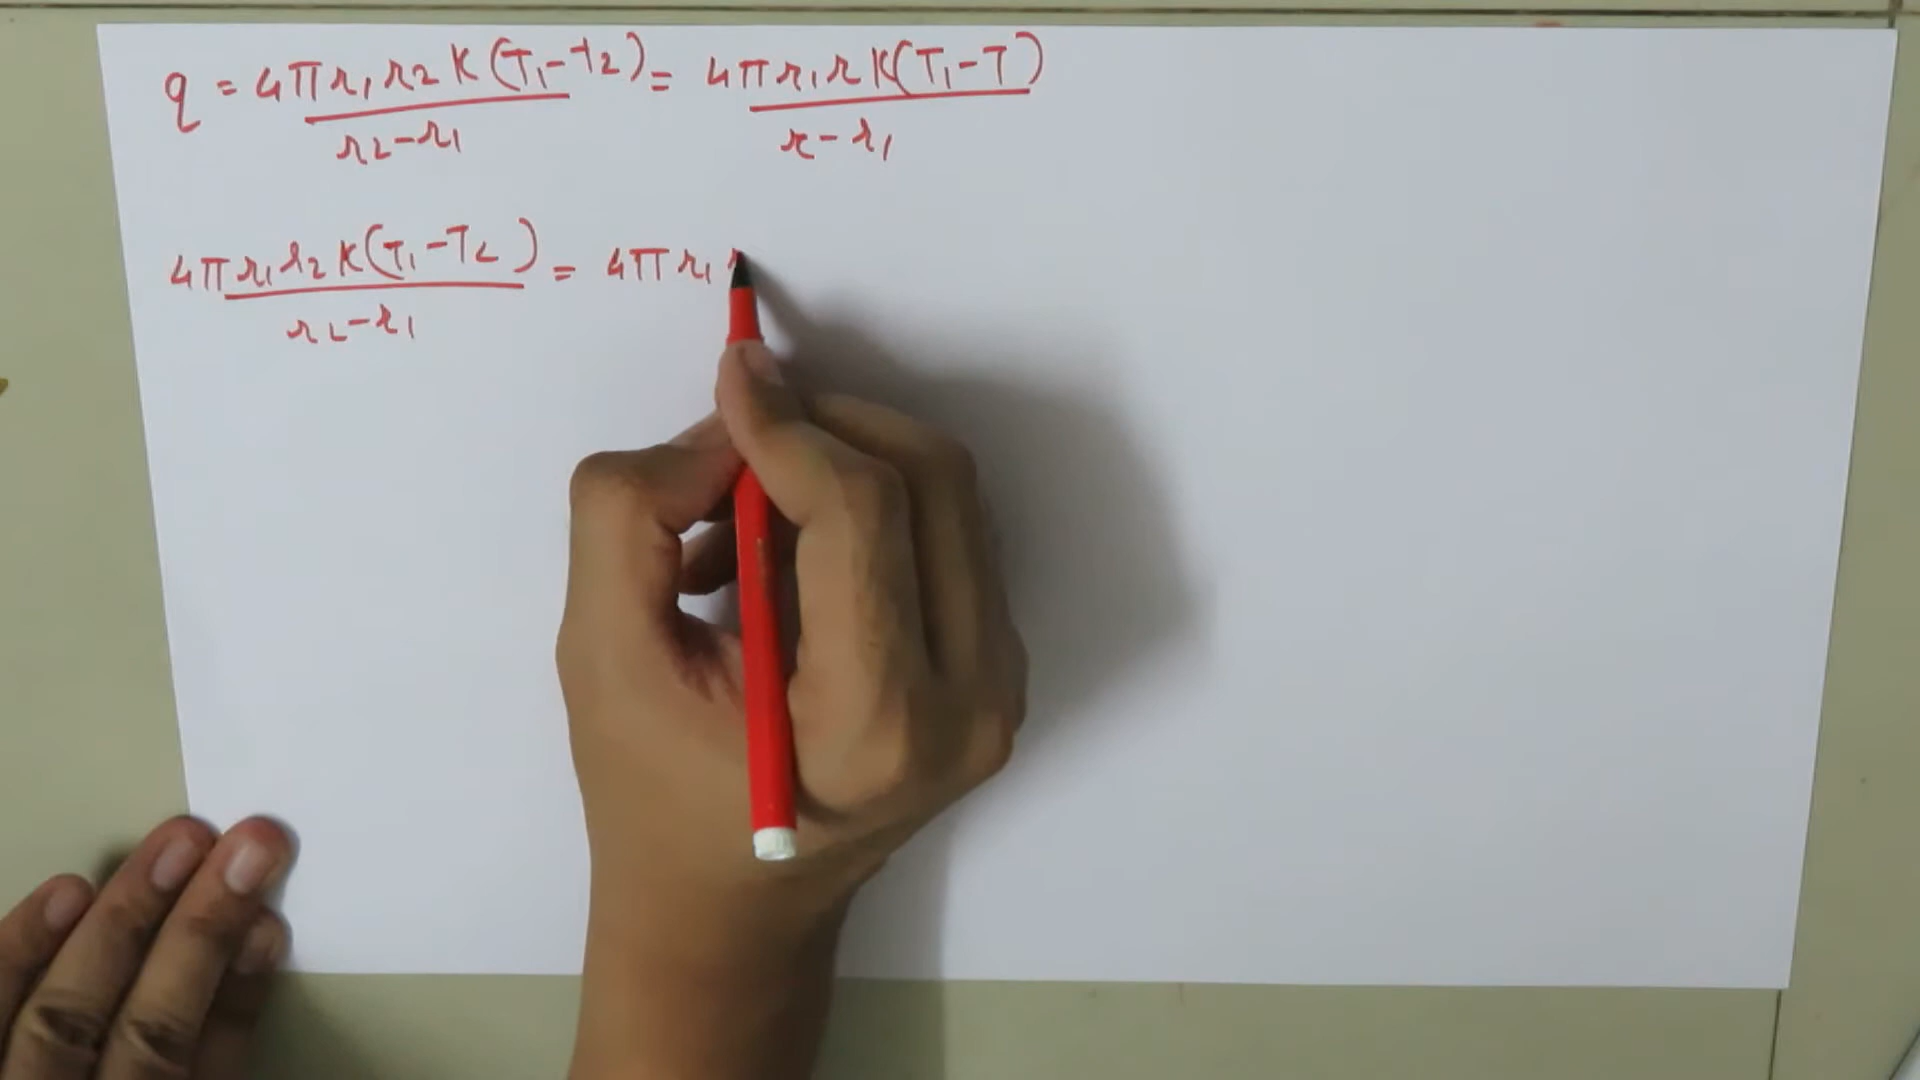 q = 4πr₁r₂K(T₁-T₂)/r₂-r₁ = 4πr₁rK(T₁-T)/r-r₁
4πr₁r₂K(T₁-T₂)/r₂-r₁ = 4πr₁